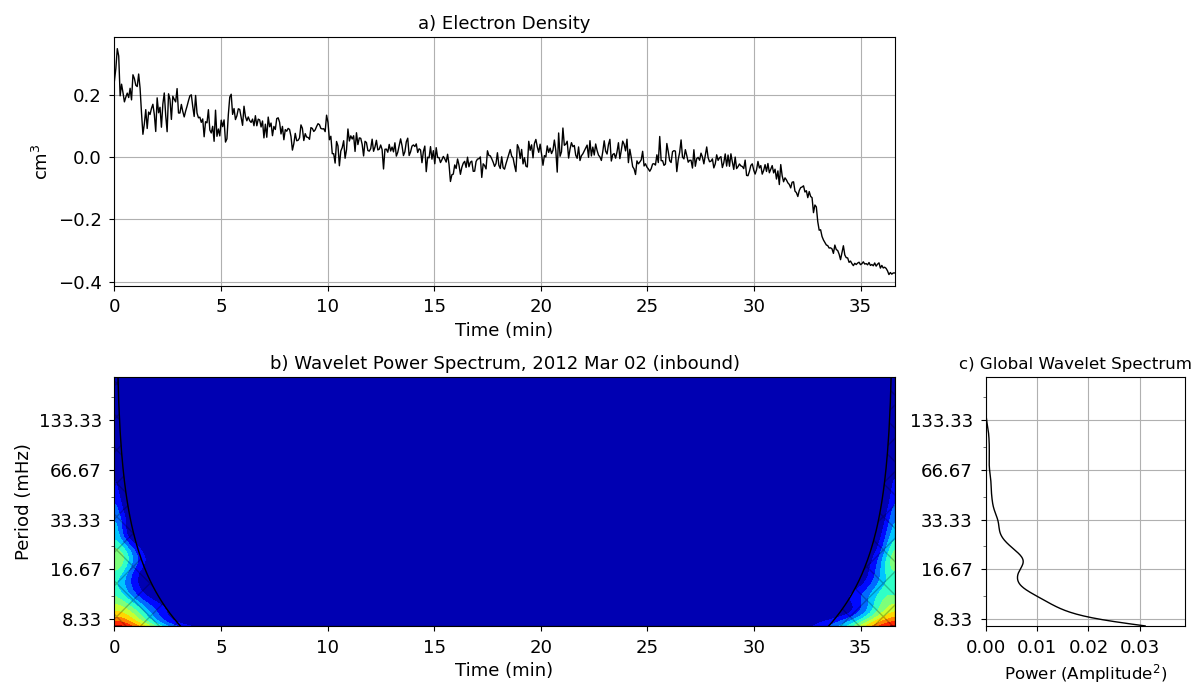 a) Electron Density
cm³
0.2
0.0
−0.2
−0.4
0 5 10 15 20 25 30 35
Time (min)
b) Wavelet Power Spectrum, 2012 Mar 02 (inbound)
Period (mHz)
133.33
66.67
33.33
16.67
8.33
0 5 10 15 20 25 30 35
Time (min)
c) Global Wavelet Spectrum
133.33
66.67
33.33
16.67
8.33
0.00 0.01 0.02 0.03
Power (Amplitude²)